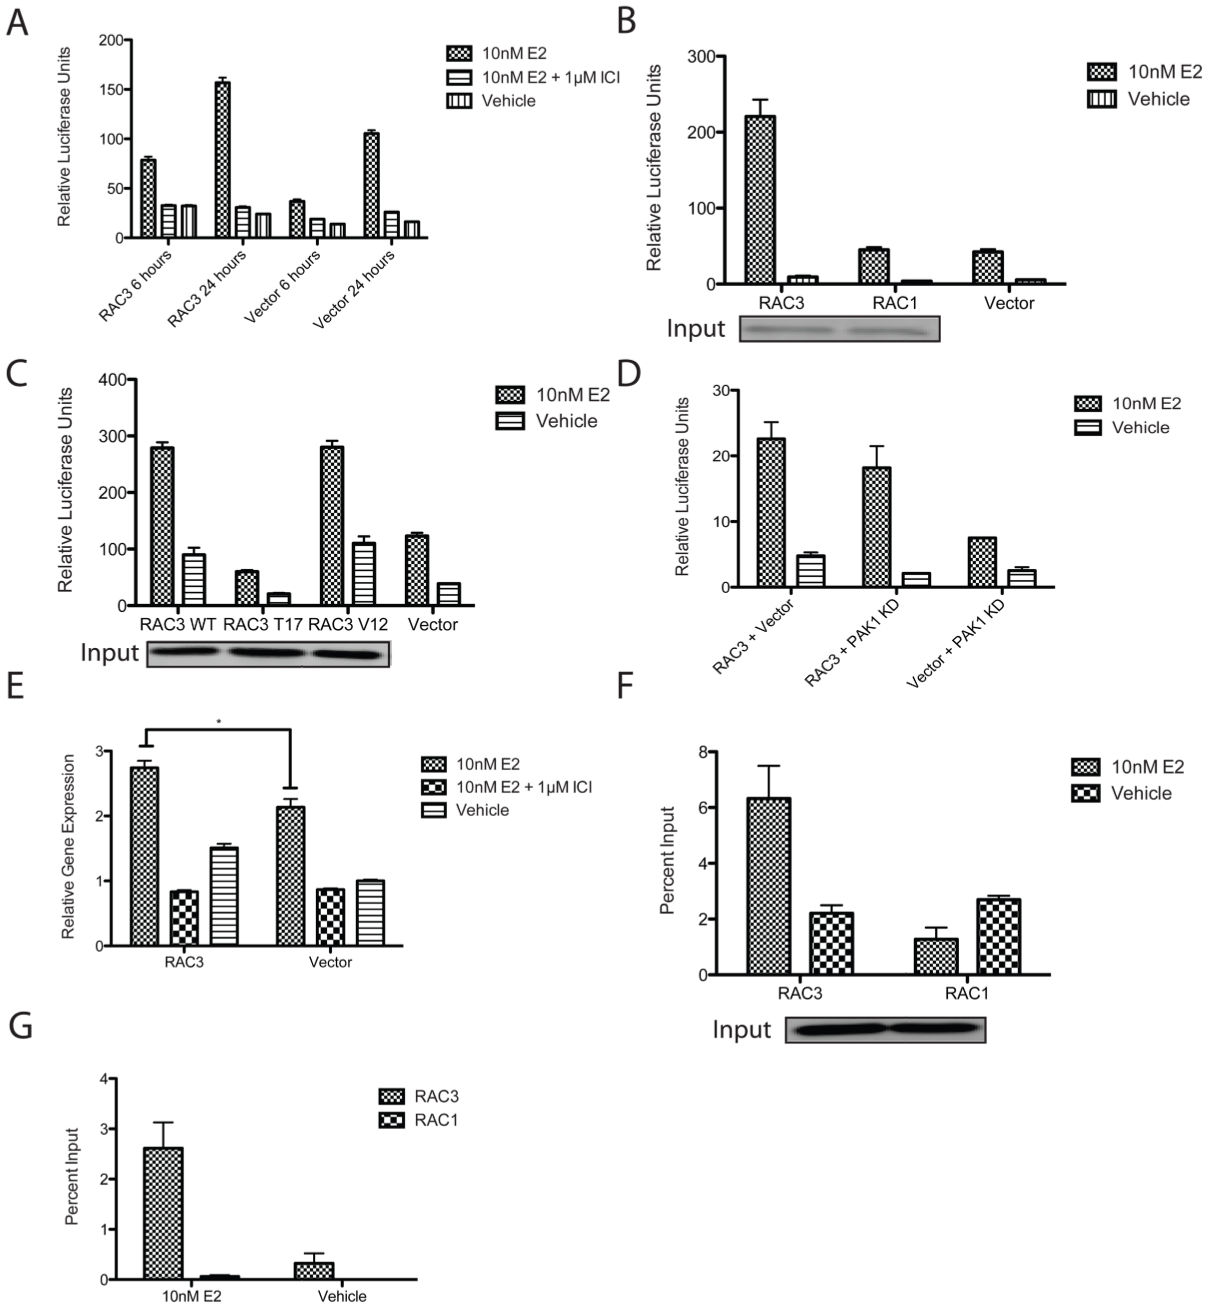 A
Relative Luciferase Units
200
150
100
50
0
RAC3 6 hours
RAC3 24 hours
Vector 6 hours
Vector 24 hours
10nM E2
10nM E2 + 1µM ICI
Vehicle
B
Relative Luciferase Units
300
200
100
0
RAC3 RAC1 Vector
Input
10nM E2
Vehicle
C
Relative Luciferase Units
400
300
200
100
0
RAC3 WT RAC3 T17 RAC3 V12 Vector
Input
10nM E2
Vehicle
D
Relative Luciferase Units
30
20
10
0
RAC3 + Vector
RAC3 + PAK1 KD
Vector + PAK1 KD
10nM E2
Vehicle
E
Relative Gene Expression
*
3
2
1
0
RAC3 Vector
10nM E2
10nM E2 + 1µM ICI
Vehicle
F
Percent Input
8
6
4
2
0
RAC3 RAC1
Input
10nM E2
Vehicle
G
Percent Input
4
3
2
1
0
10nM E2 Vehicle
RAC3
RAC1